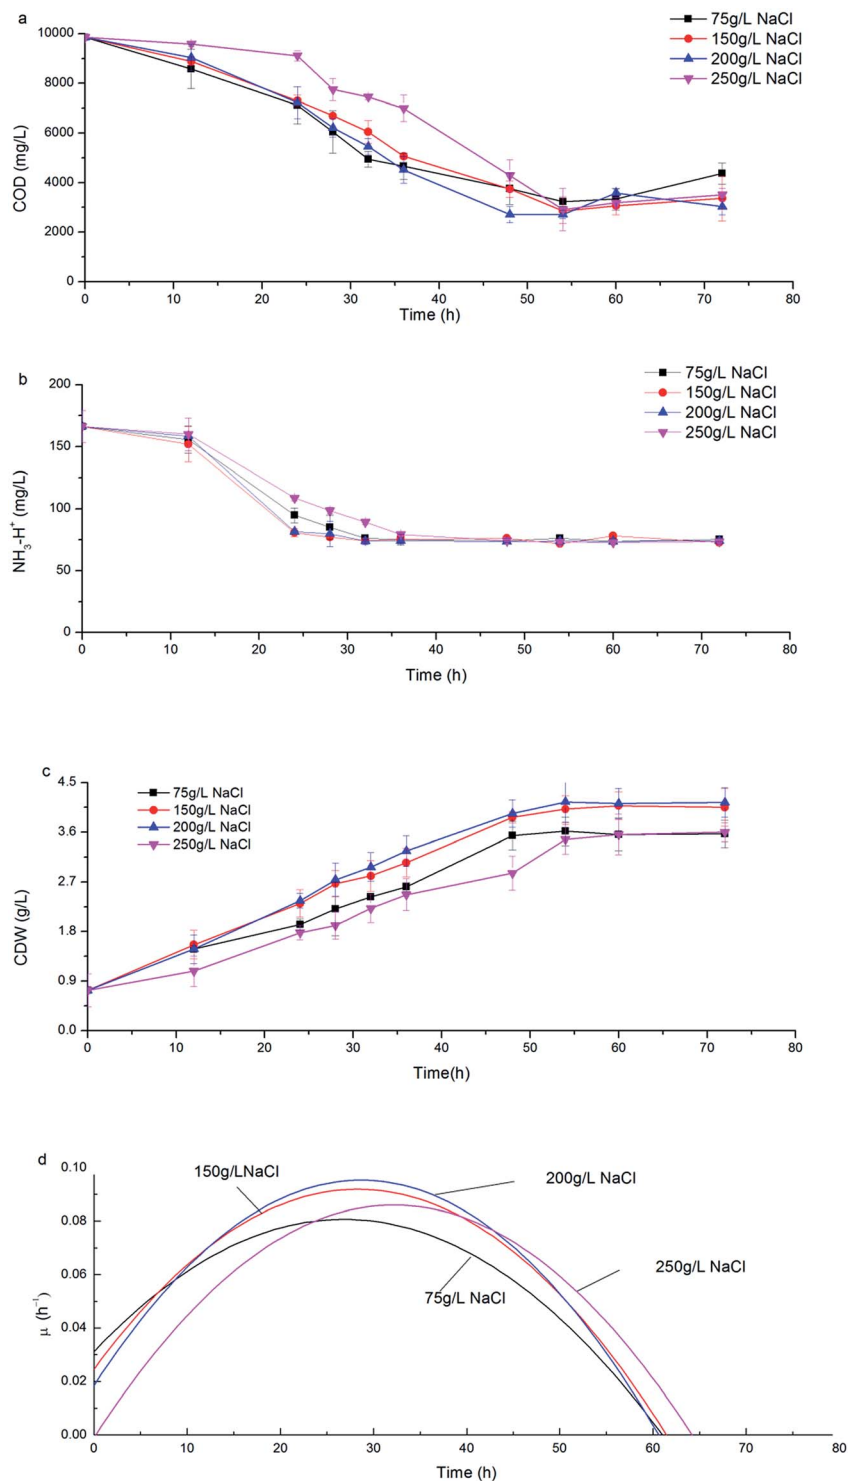 a
75g/L NaCl
150g/L NaCl
200g/L NaCl
250g/L NaCl
10000
8000
6000
4000
2000
0
COD (mg/L)
0 10 20 30 40 50 60 70 80
Time (h)
b
75g/L NaCl
150g/L NaCl
200g/L NaCl
250g/L NaCl
200
150
100
50
0
NH₃-H⁺ (mg/L)
0 10 20 30 40 50 60 70 80
Time (h)
c
75g/L NaCl
150g/L NaCl
200g/L NaCl
250g/L NaCl
4.5
3.6
2.7
1.8
0.9
0.0
CDW (g/L)
0 10 20 30 40 50 60 70 80
Time(h)
d
150g/LNaCl
200g/L NaCl
250g/L NaCl
75g/L NaCl
0.10
0.08
0.06
0.04
0.02
0.00
μ (h⁻¹)
0 10 20 30 40 50 60 70 80
Time (h)